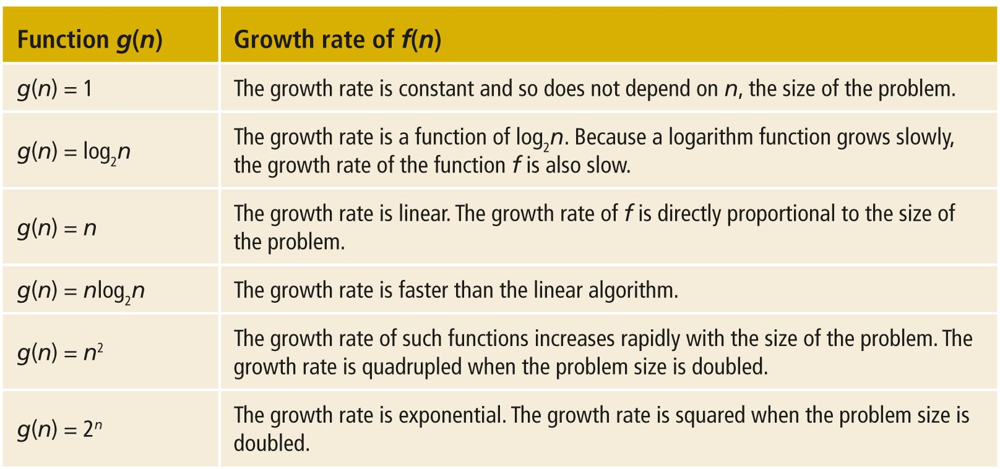 Function g(n)
Growth rate of f(n)
g(n) = 1
The growth rate is constant and so does not depend on n, the size of the problem.
g(n) = log₂n
The growth rate is a function of log₂n. Because a logarithm function grows slowly,
the growth rate of the function f is also slow.
g(n) = n
The growth rate is linear. The growth rate of f is directly proportional to the size of
the problem.
g(n) = nlog₂n
The growth rate is faster than the linear algorithm.
g(n) = n²
The growth rate of such functions increases rapidly with the size of the problem. The
growth rate is quadrupled when the problem size is doubled.
g(n) = 2ⁿ
The growth rate is exponential. The growth rate is squared when the problem size is
doubled.